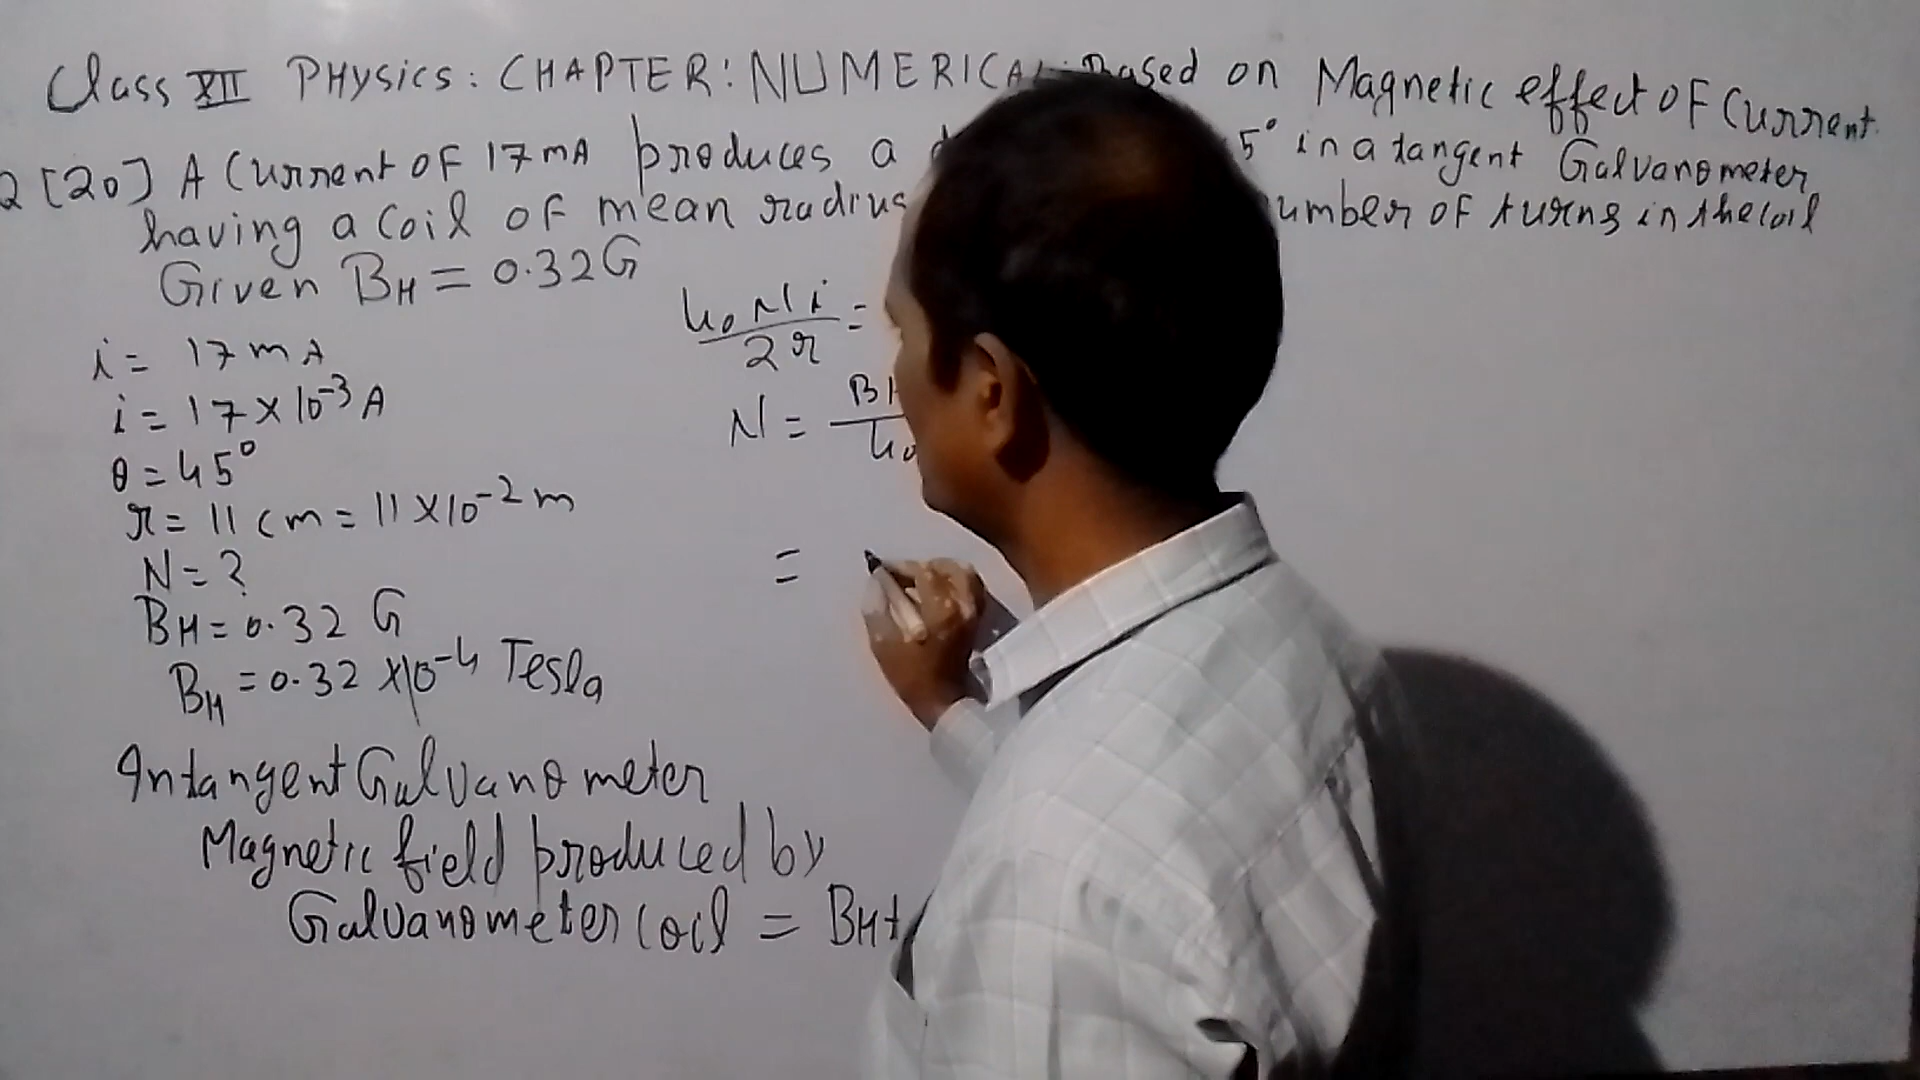 Class XII PHysics: CHAPTER: NUMERICAL Based on Magnetic effect OF Current.
Q [20] A Current OF 17 mA produces a 5° in a tangent Galvanometer
having a coil of mean radius number OF turns in the coil
Given BH = 0.32 G
i = 17 mA
i = 17 × 10^-3 A
θ = 45°
r = 11 cm = 11 × 10^-2 m
N = ?
BH = 0.32 G
BH = 0.32 × 10^-4 Tesla
In tangent Galvanometer
Magnetic field produced by
Galvanometer coil = BH
μ0 N i / 2 r =
N = BH / μ0
=